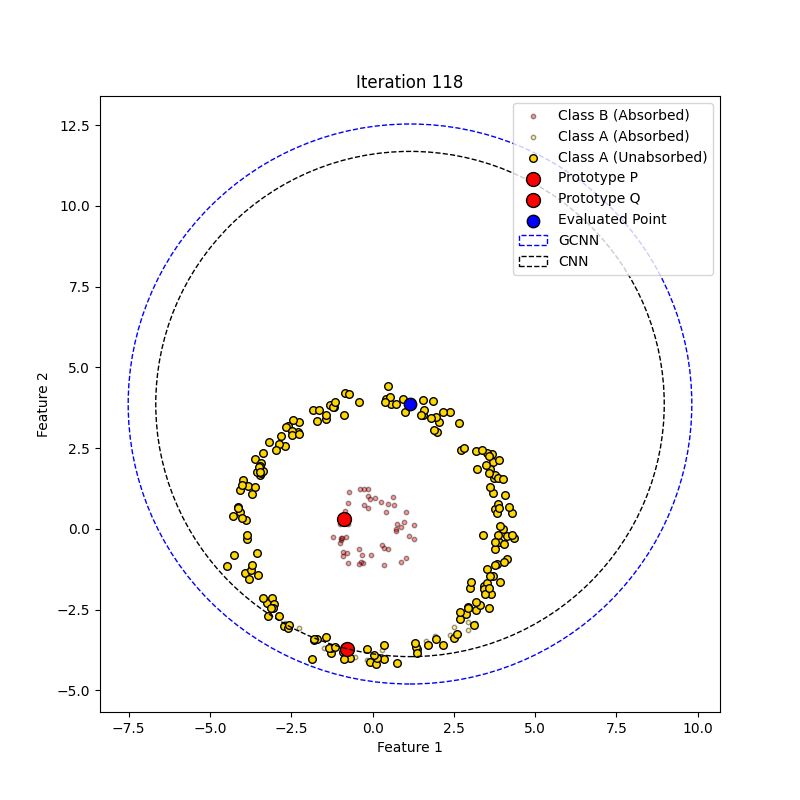 Iteration 118
Class B (Absorbed)
Class A (Absorbed)
Class A (Unabsorbed)
Prototype P
Prototype Q
Evaluated Point
GCNN
CNN
12.5
10.0
7.5
5.0
2.5
0.0
−2.5
−5.0
Feature 2
−7.5 −5.0 −2.5 0.0 2.5 5.0 7.5 10.0
Feature 1